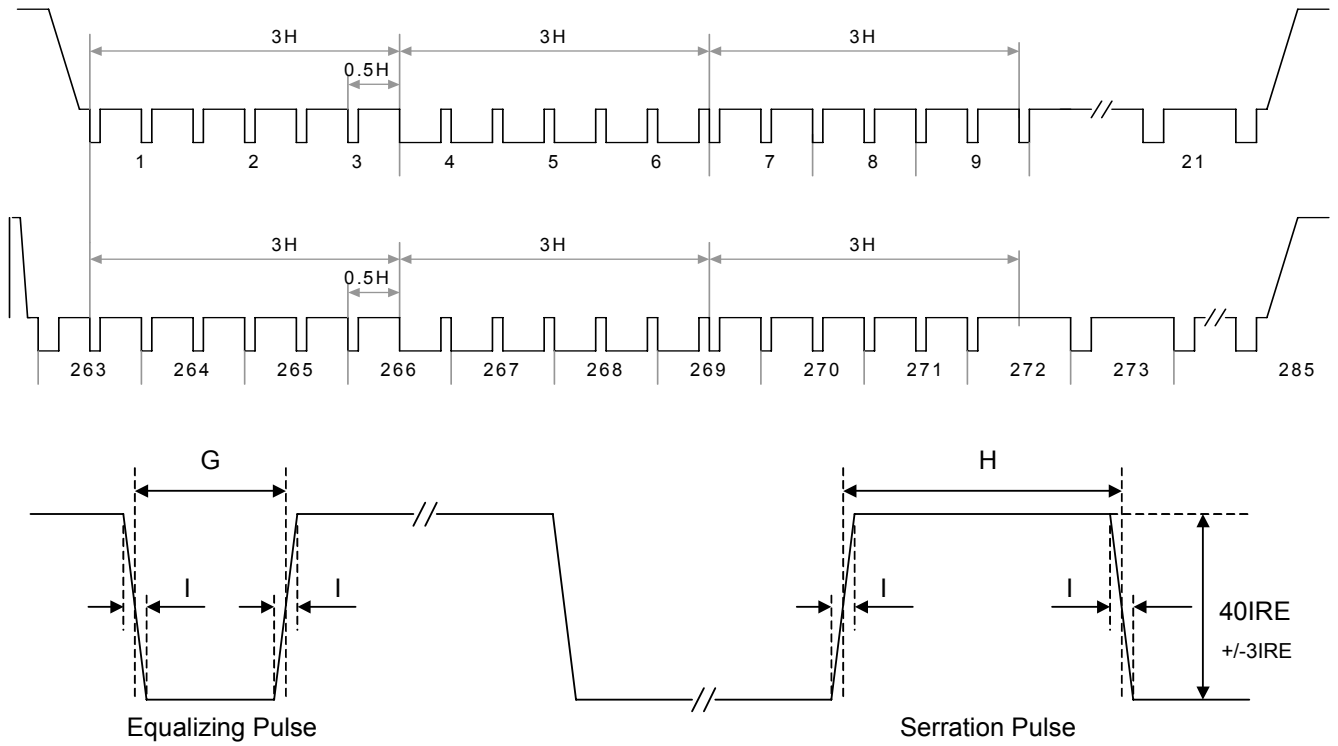 3H 3H 3H
0.5H
1 2 3 4 5 6 7 8 9 21
3H 3H 3H
0.5H
263 264 265 266 267 268 269 270 271 272 273 285
G H
I I I I
40IRE
+/-3IRE
Equalizing Pulse Serration Pulse